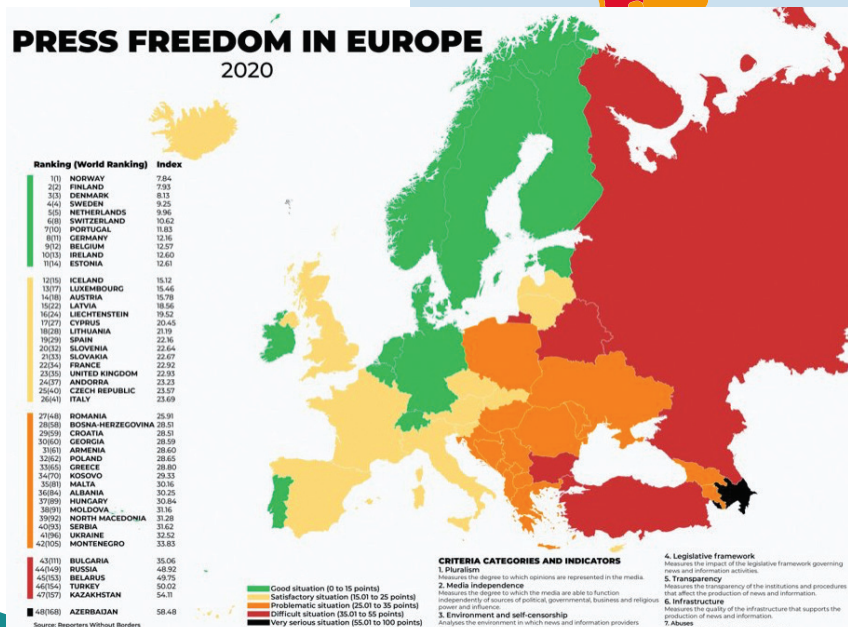 PRESS FREEDOM IN EUROPE
2020
Ranking (World Ranking) Index
1(1) NORWAY 7.84
2(2) FINLAND 7.93
3(3) DENMARK 8.13
4(4) SWEDEN 9.25
5(5) NETHERLANDS 9.96
6(8) SWITZERLAND 10.62
7(10) PORTUGAL 11.83
8(11) GERMANY 12.16
9(12) BELGIUM 12.57
10(13) IRELAND 12.60
11(14) ESTONIA 12.61
12(15) ICELAND 15.12
13(17) LUXEMBOURG 15.46
14(18) AUSTRIA 15.78
15(22) LATVIA 18.56
16(24) LIECHTENSTEIN 19.52
17(27) CYPRUS 20.45
18(28) LITHUANIA 21.19
19(29) SPAIN 22.16
20(32) SLOVENIA 22.64
21(33) SLOVAKIA 22.67
22(34) FRANCE 22.92
23(35) UNITED KINGDOM 22.93
24(37) ANDORRA 23.23
25(40) CZECH REPUBLIC 23.57
26(41) ITALY 23.69
27(48) ROMANIA 25.91
28(58) BOSNA-HERZEGOVINA 28.51
29(59) CROATIA 28.51
30(60) GEORGIA 28.59
31(61) ARMENIA 28.60
32(62) POLAND 28.65
33(65) GREECE 28.80
34(70) KOSOVO 29.33
35(81) MALTA 30.16
36(84) ALBANIA 30.25
37(89) HUNGARY 30.84
38(91) MOLDOVA 31.16
39(92) NORTH MACEDONIA 31.28
40(93) SERBIA 31.62
41(96) UKRAINE 32.52
42(105) MONTENEGRO 33.83
43(111) BULGARIA 35.06
44(149) RUSSIA 48.92
45(153) BELARUS 49.75
46(154) TURKEY 50.02
47(157) KAZAKHSTAN 54.11
48(168) AZERBAIJAN 58.48
Source: Reporters Without Borders
Good situation (0 to 15 points)
Satisfactory situation (15.01 to 25 points)
Problematic situation (25.01 to 35 points)
Difficult situation (35.01 to 55 points)
Very serious situation (55.01 to 100 points)
CRITERIA CATEGORIES AND INDICATORS
1. Pluralism
Measures the degree to which opinions are represented in the media.
2. Media independence
Measures the degree to which the media are able to function
independently of sources of political, governmental, business and religious
power and influence.
3. Environment and self-censorship
Analyses the environment in which news and information providers
4. Legislative framework
Measures the impact of the legislative framework governing
news and information activities.
5. Transparency
Measures the transparency of the institutions and procedures
that affect the production of news and information.
6. Infrastructure
Measures the quality of the infrastructure that supports the
production of news and information.
7. Abuses